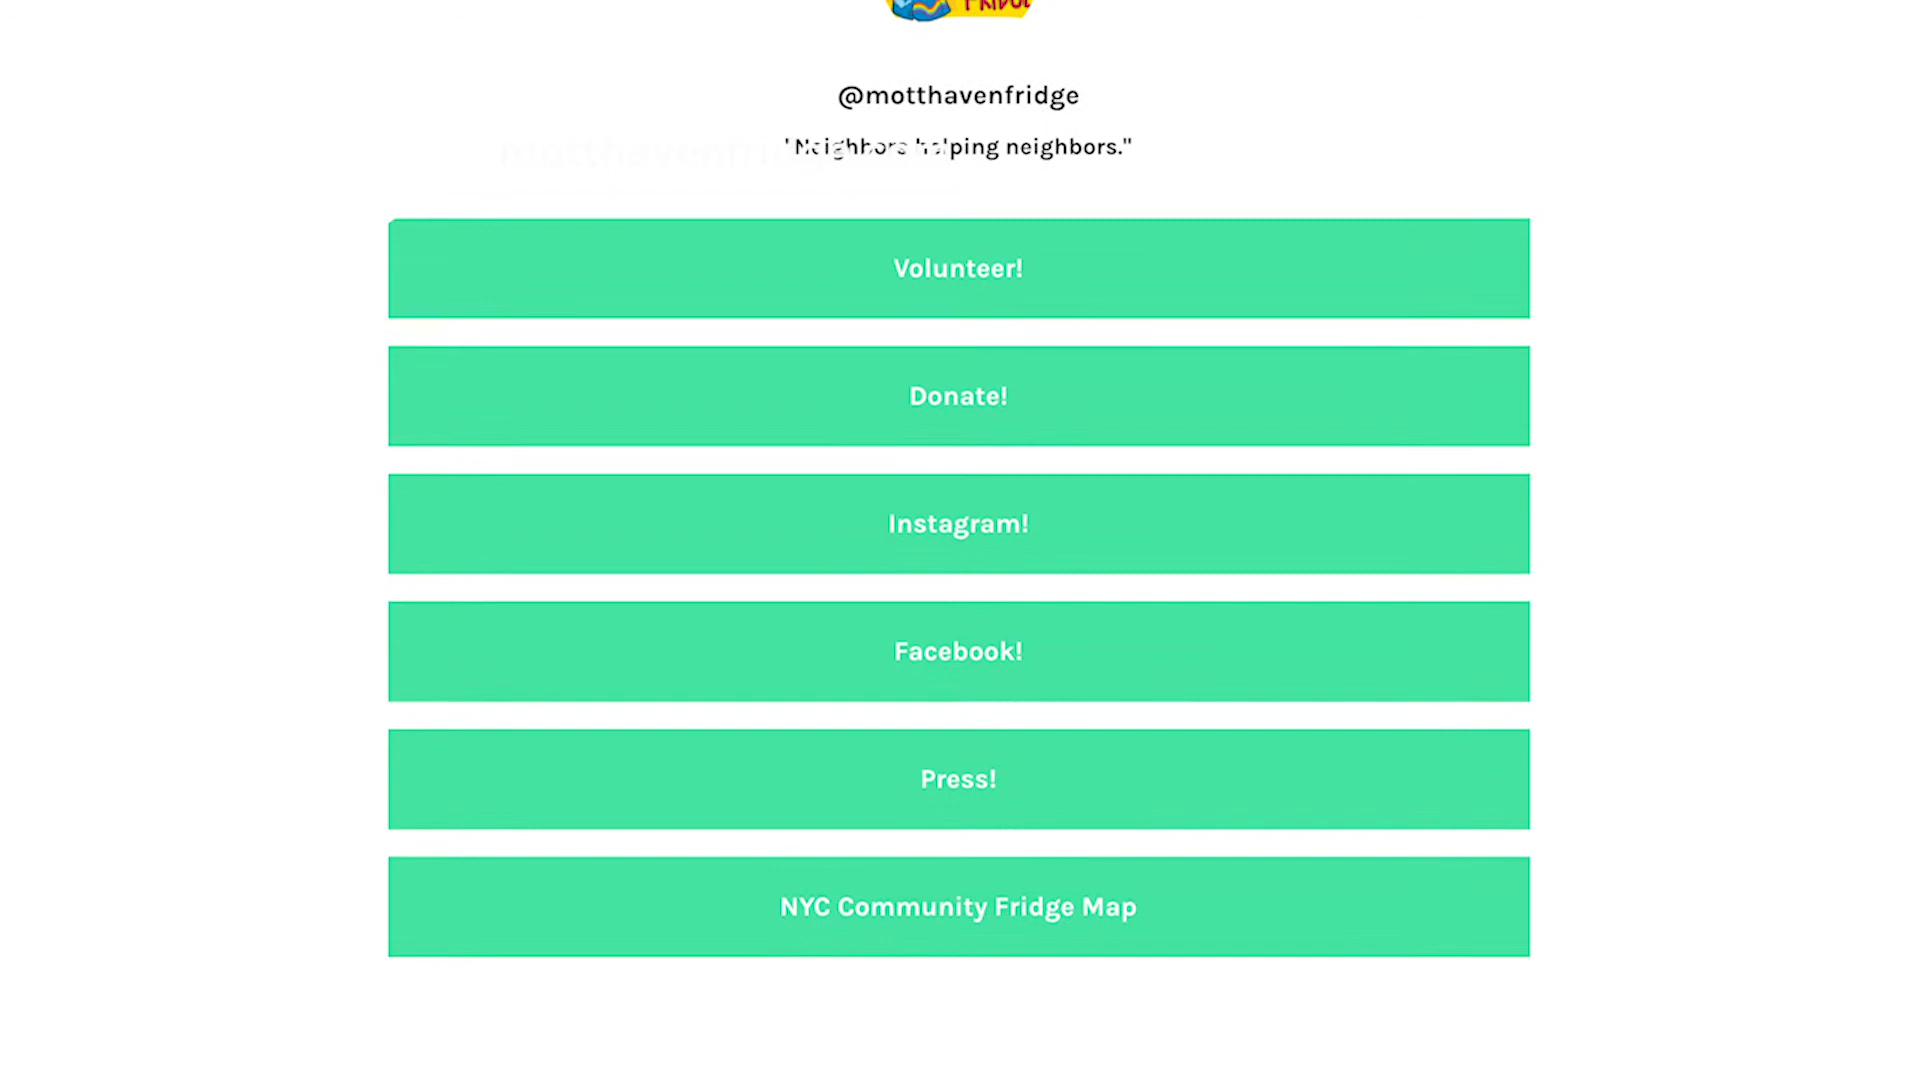 @motthavenfridge
"Neighbors helping neighbors."
Volunteer!
Donate!
Instagram!
Facebook!
Press!
NYC Community Fridge Map